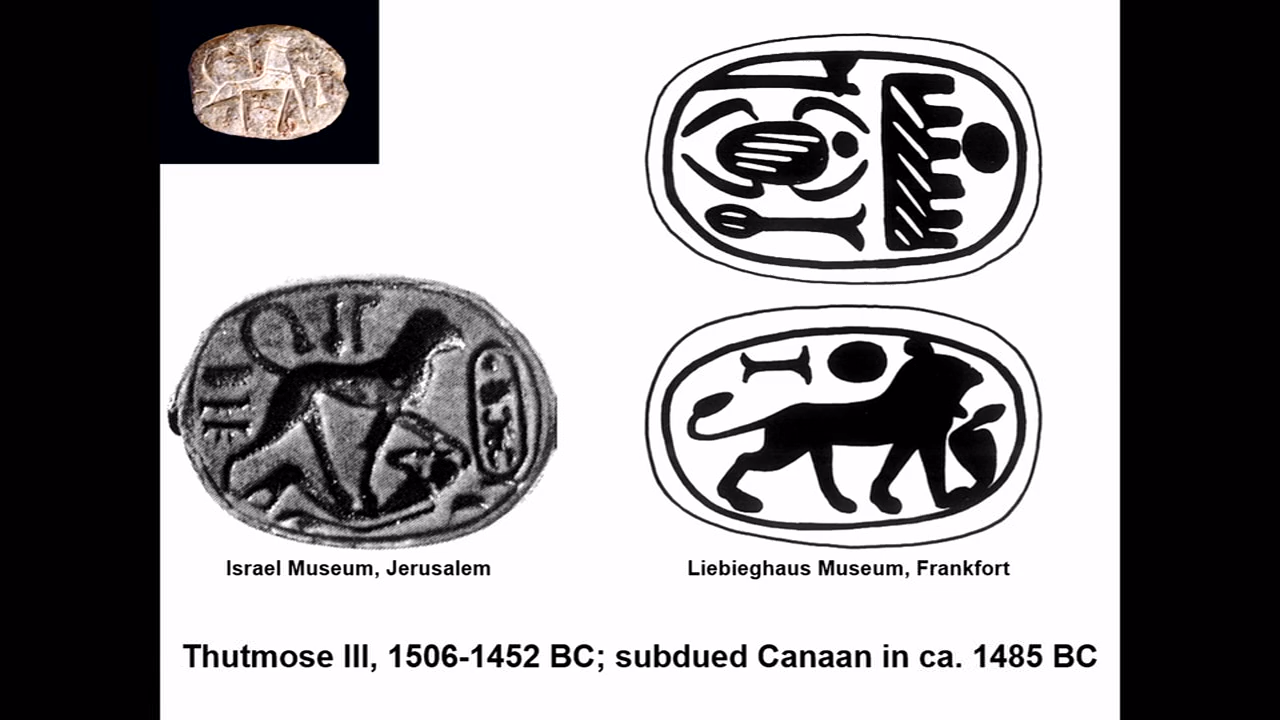 Israel Museum, Jerusalem
Liebieghaus Museum, Frankfort
Thutmose III, 1506-1452 BC; subdued Canaan in ca. 1485 BC